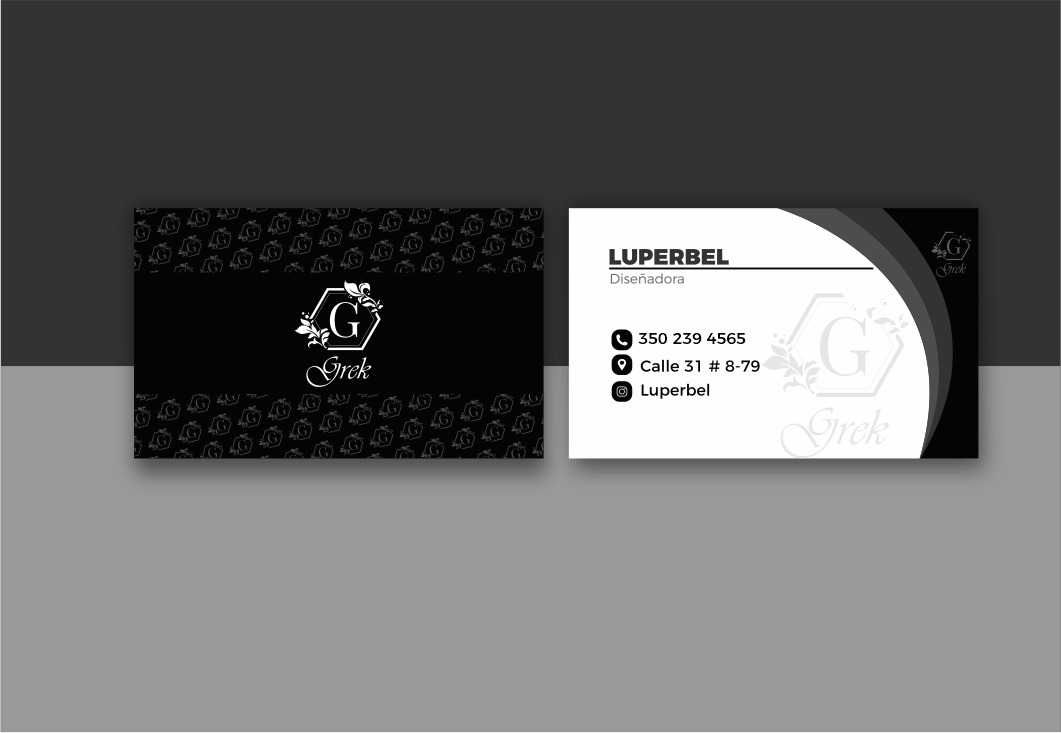 G
Grek
LUPERBEL
Diseñadora
350 239 4565
Calle 31 # 8-79
Luperbel
G
Grek
G
Grek